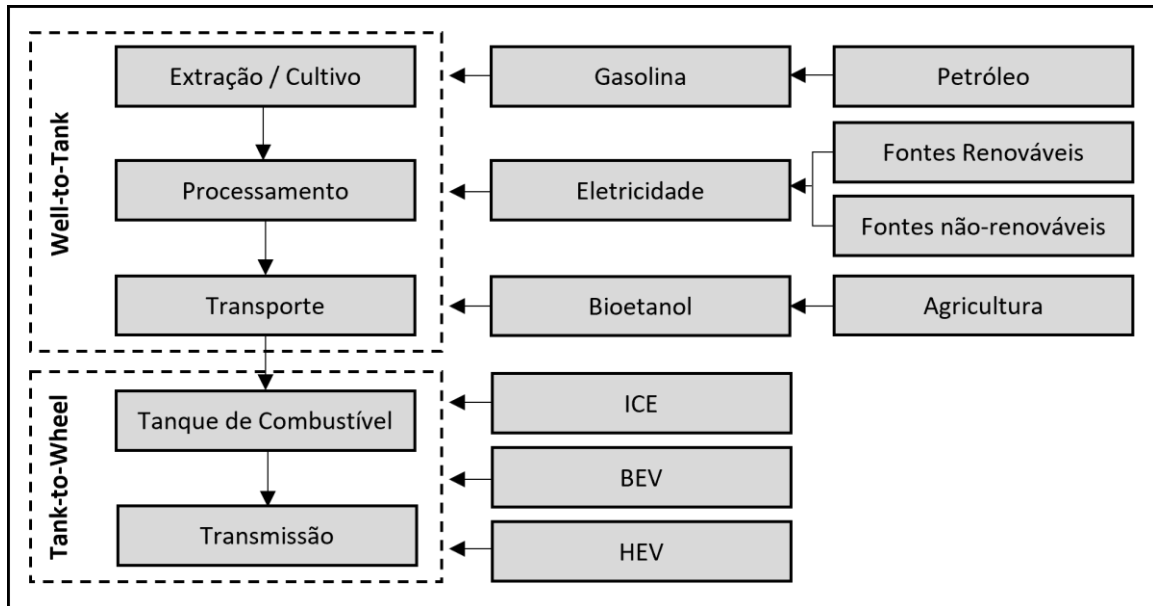 Well-to-Tank
Extração / Cultivo
Gasolina
Petróleo
Processamento
Eletricidade
Fontes Renováveis
Fontes não-renováveis
Transporte
Bioetanol
Agricultura
Tank-to-Wheel
Tanque de Combustível
ICE
BEV
Transmissão
HEV